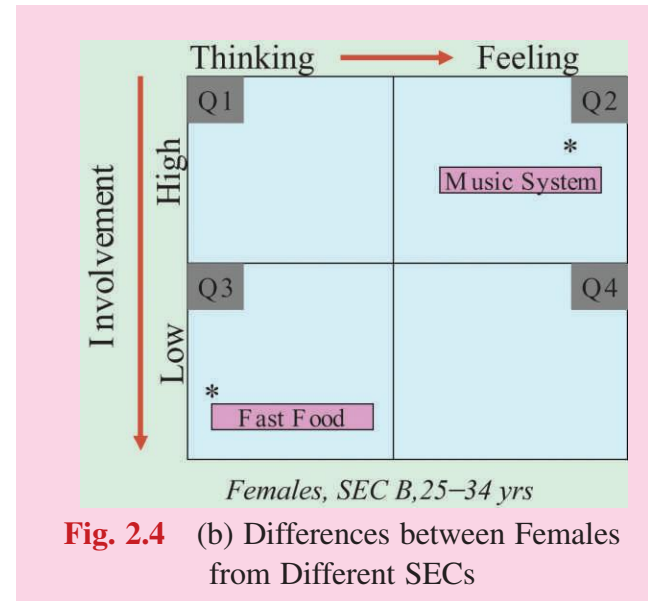 Thinking Feeling
Q1 Q2
*
Music System
High
Involvement
Q3 Q4
Low
*
Fast Food
Females, SEC B,25–34 yrs
Fig. 2.4 (b) Differences between Females
from Different SECs